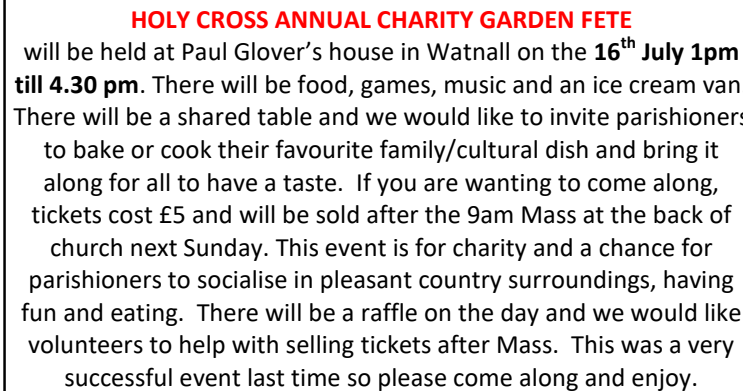 HOLY CROSS ANNUAL CHARITY GARDEN FETE
will be held at Paul Glover’s house in Watnall on the 16th July 1pm
till 4.30 pm. There will be food, games, music and an ice cream van
There will be a shared table and we would like to invite parishioners
to bake or cook their favourite family/cultural dish and bring it
along for all to have a taste.  If you are wanting to come along,
tickets cost £5 and will be sold after the 9am Mass at the back of
church next Sunday. This event is for charity and a chance for
parishioners to socialise in pleasant country surroundings, having
fun and eating.  There will be a raffle on the day and we would like
volunteers to help with selling tickets after Mass.  This was a very
successful event last time so please come along and enjoy.